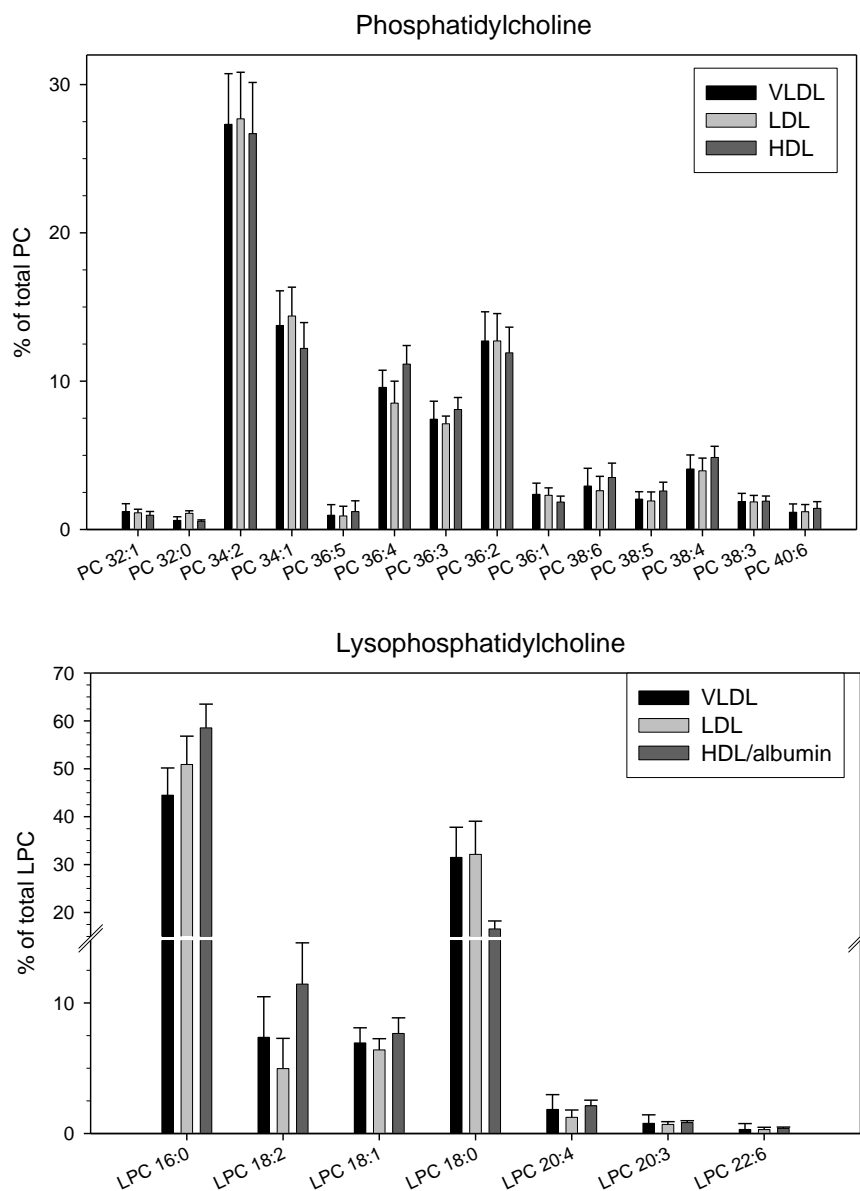 Phosphatidylcholine
30
20
10
0
% of total PC
VLDL
LDL
HDL
PC 32:1
PC 32:0
PC 34:2
PC 34:1
PC 36:5
PC 36:4
PC 36:3
PC 36:2
PC 36:1
PC 38:6
PC 38:5
PC 38:4
PC 38:3
PC 40:6
Lysophosphatidylcholine
70
60
50
40
30
20
10
0
% of total LPC
VLDL
LDL
HDL/albumin
LPC 16:0
LPC 18:2
LPC 18:1
LPC 18:0
LPC 20:4
LPC 20:3
LPC 22:6